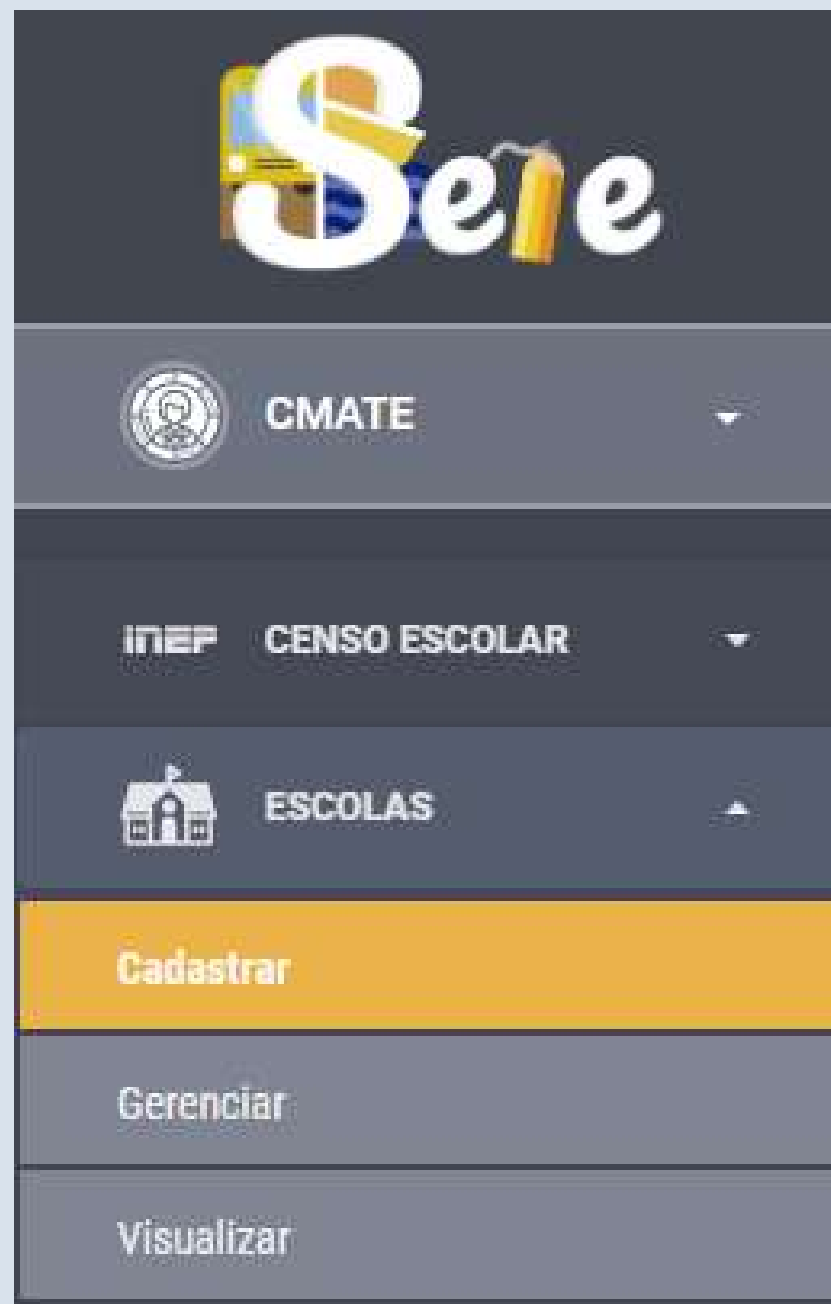 Sete
CMATE
INEP CENSO ESCOLAR
ESCOLAS
Cadastrar
Gerenciar
Visualizar